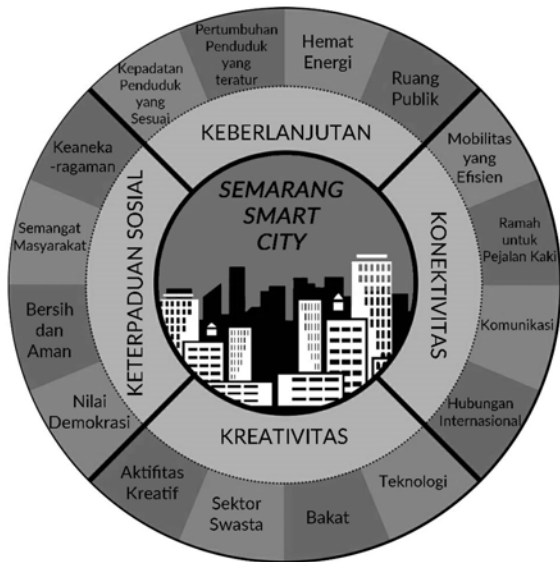 SEMARANG
SMART
CITY
KEBERLANJUTAN
Kepadatan
Penduduk
yang
Sesuai
Pertumbuhan
Penduduk
yang
teratur
Hemat
Energi
Ruang
Publik
KONEKTIVITAS
Mobilitas
yang
Efisien
Ramah
untuk
Pejalan Kaki
Komunikasi
Hubungan
Internasional
KREATIVITAS
Teknologi
Bakat
Sektor
Swasta
Aktifitas
Kreatif
KETERPADUAN SOSIAL
Nilai
Demokrasi
Bersih
dan
Aman
Semangat
Masyarakat
Keaneka
-ragaman